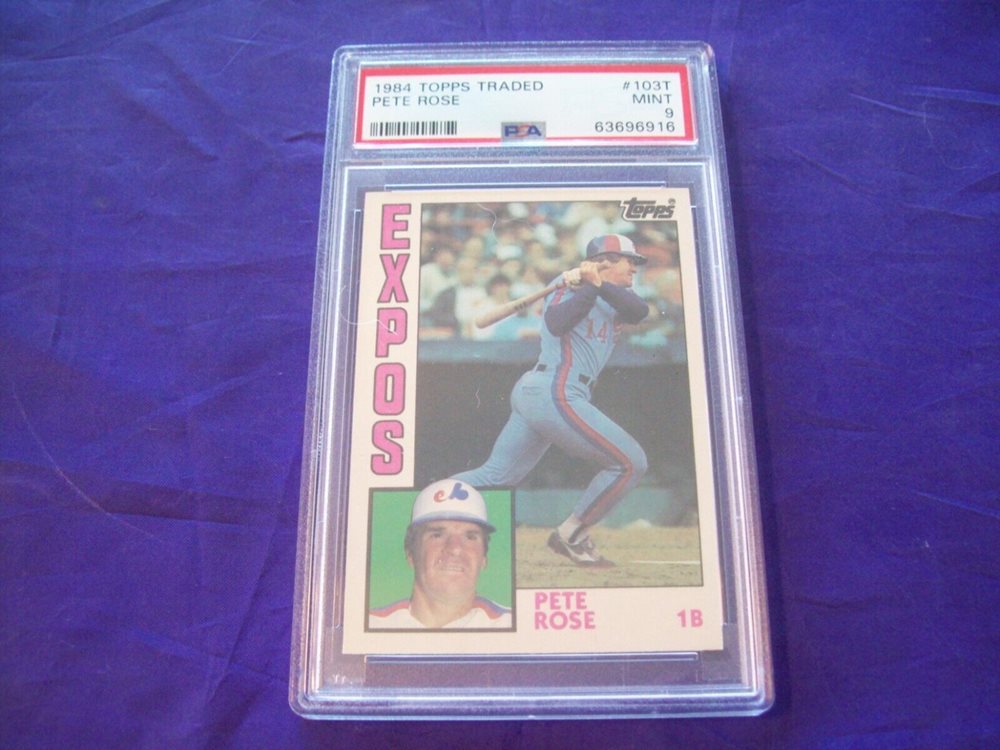 1984 TOPPS TRADED #103T
PETE ROSE MINT
9
PSA 63696916
Topps
EXPOS
14
PETE
ROSE 1B